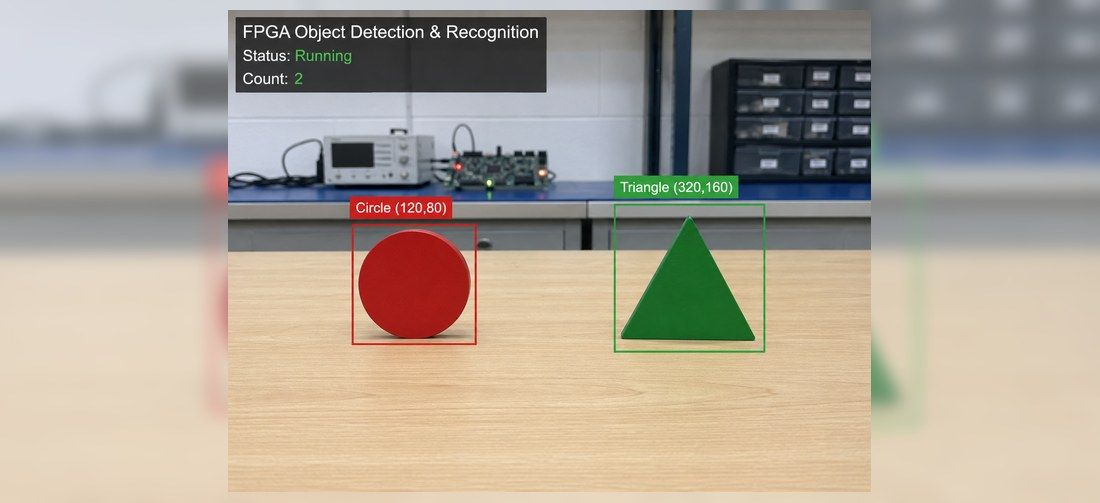 FPGA Object Detection & Recognition
Status: Running
Count: 2
Triangle (320,160)
Circle (120,80)